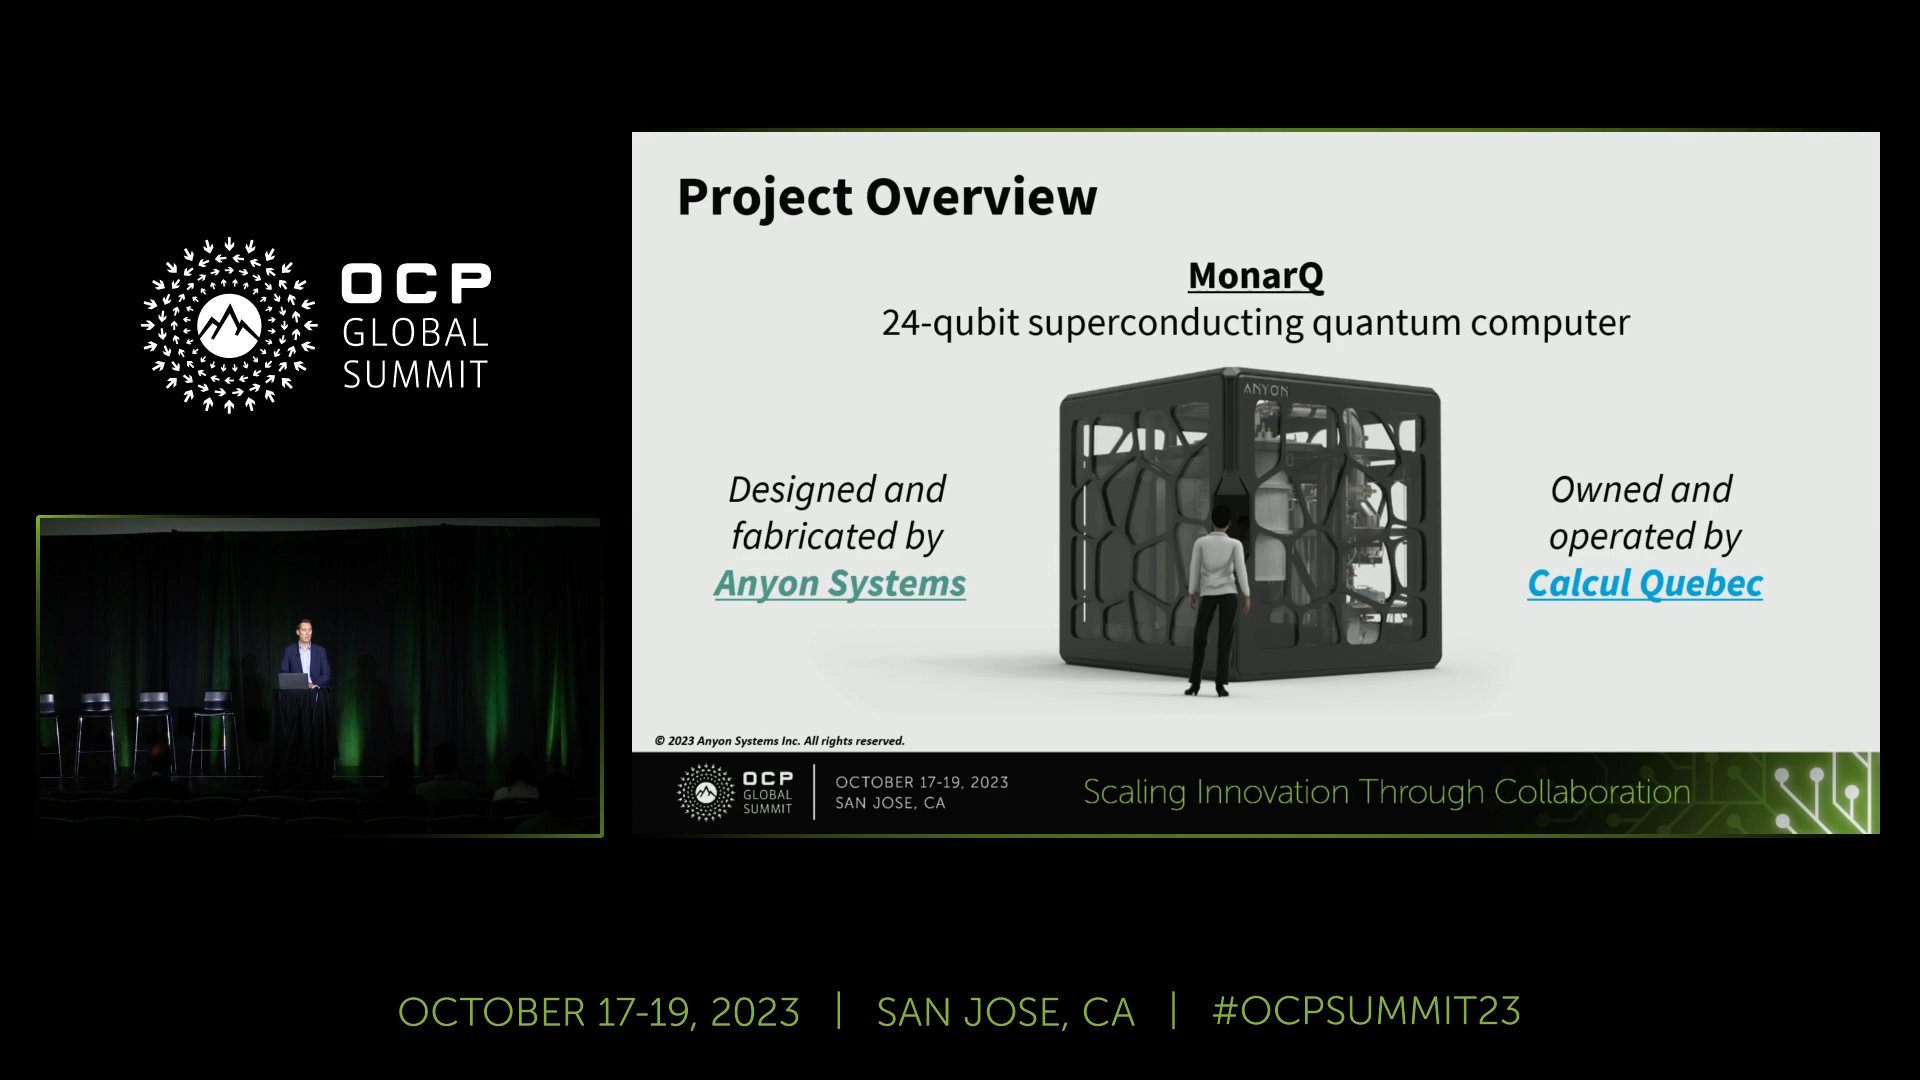 OCP
GLOBAL
SUMMIT
Project Overview
MonarQ
24-qubit superconducting quantum computer
ANYON
Designed and
fabricated by
Anyon Systems
Owned and
operated by
Calcul Quebec
© 2023 Anyon Systems Inc. All rights reserved.
OCP
GLOBAL
SUMMIT
OCTOBER 17-19, 2023
SAN JOSE, CA
Scaling Innovation Through Collaboration
OCTOBER 17-19, 2023 | SAN JOSE, CA | #OCPSUMMIT23